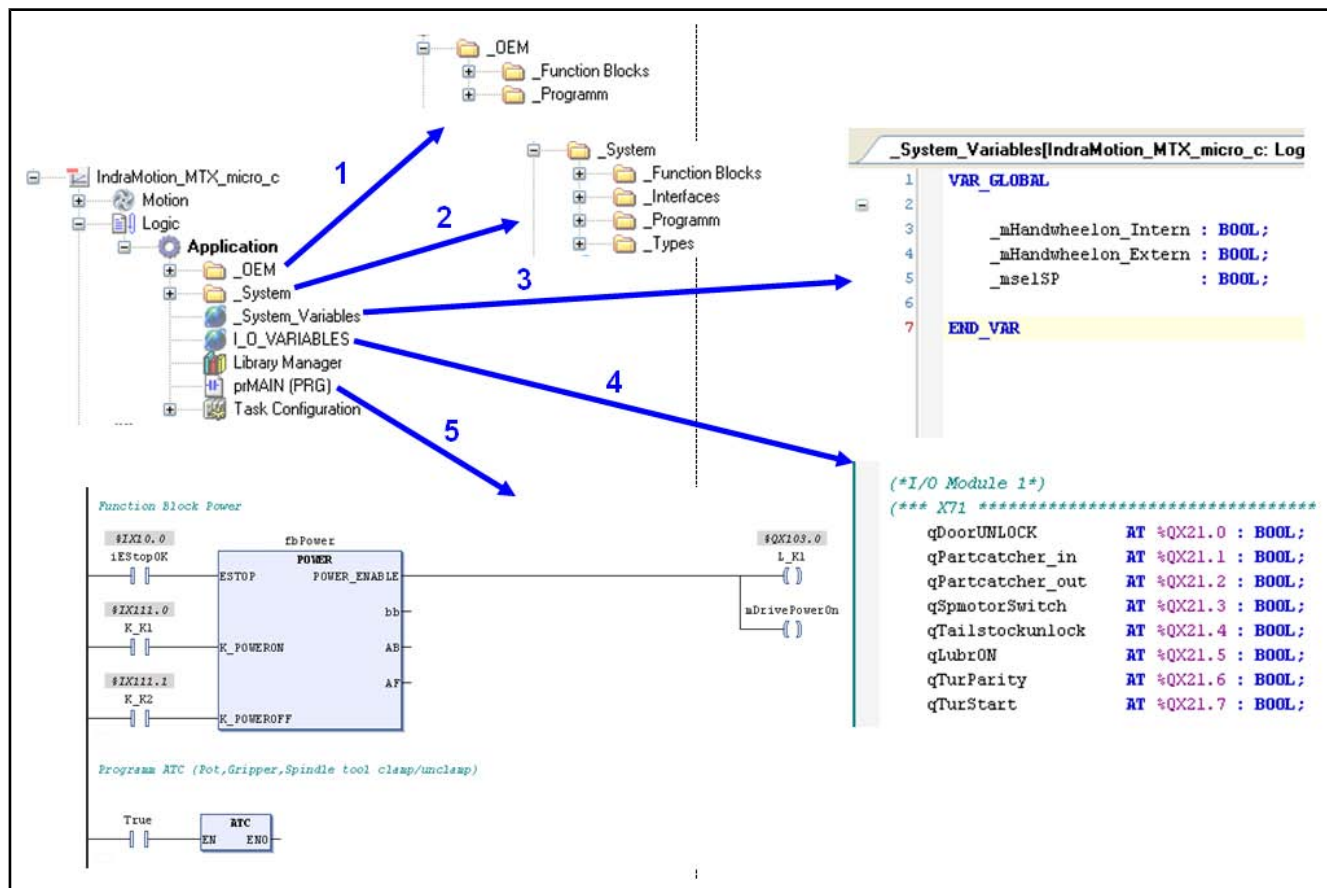 _OEM
_Function Blocks
_Programm
_System
_Function Blocks
_Interfaces
_Programm
_Types
IndraMotion_MTX_micro_c
Motion
Logic
Application
_OEM
_System
_System_Variables
I_O_VARIABLES
Library Manager
prMAIN (PRG)
Task Configuration
1
2
3
4
5
_System_Variables[IndraMotion_MTX_micro_c: Log
1 VAR_GLOBAL
2
3 _mHandwheelon_Intern : BOOL;
4 _mHandwheelon_Extern : BOOL;
5 _mselSP : BOOL;
6
7 END_VAR
(*I/O Module 1*)
(*** X71 **********************************
qDoorUNLOCK AT %QX21.0 : BOOL;
qPartcatcher_in AT %QX21.1 : BOOL;
qPartcatcher_out AT %QX21.2 : BOOL;
qSpmotorSwitch AT %QX21.3 : BOOL;
qTailstockunlock AT %QX21.4 : BOOL;
qLubrON AT %QX21.5 : BOOL;
qTurParity AT %QX21.6 : BOOL;
qTurStart AT %QX21.7 : BOOL;
Function Block Power
%IX10.0
iEStopOK
fbPower
POWER
%QX103.0
L_K1
ESTOP POWER_ENABLE
%IX111.0
K_K1
bb
mDrivePowerOn
K_POWERON AB
%IX111.1
K_K2
AF
K_POWEROFF
Programm ATC (Pot,Gripper,Spindle tool clamp/unclamp)
True
ATC
EN ENO